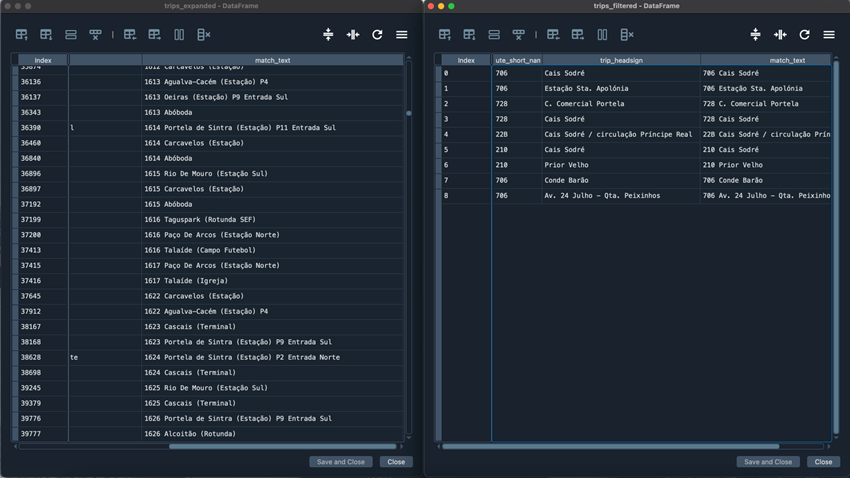 trips_expanded - DataFrame
Index match_text
35874 1612 Carcavelos (Estação)
36136 1613 Agualva-Cacém (Estação) P4
36137 1613 Oeiras (Estação) P9 Entrada Sul
36343 1613 Abóboda
36390 l 1614 Portela de Sintra (Estação) P11 Entrada Sul
36460 1614 Carcavelos (Estação)
36840 1614 Abóboda
36896 1615 Rio De Mouro (Estação Sul)
36897 1615 Carcavelos (Estação)
37192 1615 Abóboda
37199 1616 Taguspark (Rotunda SEF)
37200 1616 Paço De Arcos (Estação Norte)
37413 1616 Talaíde (Campo Futebol)
37415 1617 Paço De Arcos (Estação Norte)
37416 1617 Talaíde (Igreja)
37645 1622 Carcavelos (Estação)
37912 1622 Agualva-Cacém (Estação) P4
38167 1623 Cascais (Terminal)
38168 1623 Portela de Sintra (Estação) P9 Entrada Sul
38628 te 1624 Portela de Sintra (Estação) P2 Entrada Norte
38698 1624 Cascais (Terminal)
39245 1625 Rio De Mouro (Estação Sul)
39379 1625 Cascais (Terminal)
39776 1626 Portela de Sintra (Estação) P9 Entrada Sul
39777 1626 Alcoitão (Rotunda)
Save and Close Close
trips_filtered - DataFrame
Index ute_short_nan trip_headsign match_text
0 706 Cais Sodré 706 Cais Sodré
1 706 Estação Sta. Apolónia 706 Estação Sta. Apolónia
2 728 C. Comercial Portela 728 C. Comercial Portela
3 728 Cais Sodré 728 Cais Sodré
4 22B Cais Sodré / circulação Príncipe Real 22B Cais Sodré / circulação Prín
5 210 Cais Sodré 210 Cais Sodré
6 210 Prior Velho 210 Prior Velho
7 706 Conde Barão 706 Conde Barão
8 706 Av. 24 Julho - Qta. Peixinhos 706 Av. 24 Julho - Qta. Peixinho
Save and Close Close